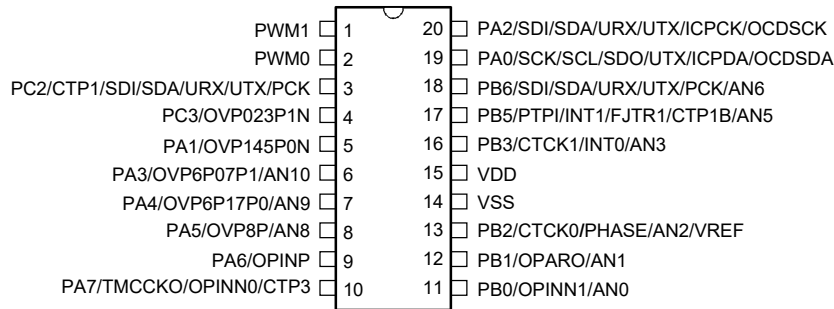 PWM1 1 20 PA2/SDI/SDA/URX/UTX/ICPCK/OCDSCK
PWM0 2 19 PA0/SCK/SCL/SDO/UTX/ICPDA/OCDSDA
PC2/CTP1/SDI/SDA/URX/UTX/PCK 3 18 PB6/SDI/SDA/URX/UTX/PCK/AN6
PC3/OVP023P1N 4 17 PB5/PTPI/INT1/FJTR1/CTP1B/AN5
PA1/OVP145P0N 5 16 PB3/CTCK1/INT0/AN3
PA3/OVP6P07P1/AN10 6 15 VDD
PA4/OVP6P17P0/AN9 7 14 VSS
PA5/OVP8P/AN8 8 13 PB2/CTCK0/PHASE/AN2/VREF
PA6/OPINP 9 12 PB1/OPARO/AN1
PA7/TMCCKO/OPINN0/CTP3 10 11 PB0/OPINN1/AN0